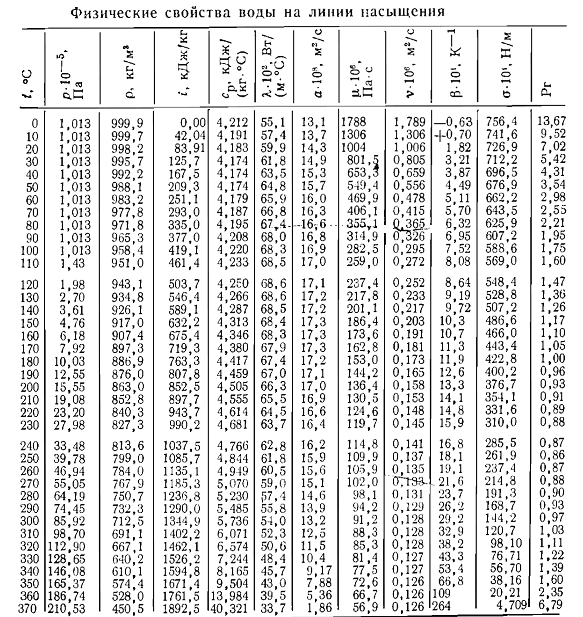 Физические свойства воды на линии насыщения
t, °C | p·10⁻⁵, Па | ρ, кг/м³ | i, кДж/кг | c_p, кДж/(кг·°С) | λ·10², Вт/(м·°С) | a·10⁸, м²/с | μ·10⁶, Па·с | ν·10⁶, м²/с | β·10⁴, К⁻¹ | σ·10⁴, Н/м | Pr
0 1,013 999,9 0,00 4,212 55,1 13,1 1788 1,789 —0,63 756,4 13,67
10 1,013 999,7 42,04 4,191 57,4 13,7 1306 1,306 +0,70 741,6 9,52
20 1,013 998,2 83,91 4,183 59,9 14,3 1004 1,006 1,82 726,9 7,02
30 1,013 995,7 125,7 4,174 61,8 14,9 801,5 0,805 3,21 712,2 5,42
40 1,013 992,2 167,5 4,174 63,5 15,3 653,3 0,659 3,87 696,5 4,31
50 1,013 988,1 209,3 4,174 64,8 15,7 549,4 0,556 4,49 676,9 3,54
60 1,013 983,2 251,1 4,179 65,9 16,0 469,9 0,478 5,11 662,2 2,98
70 1,013 977,8 293,0 4,187 66,8 16,3 406,1 0,415 5,70 643,5 2,55
80 1,013 971,8 335,0 4,195 67,4 16,6 355,1 0,365 6,32 625,9 2,21
90 1,013 965,3 377,0 4,208 68,0 16,8 314,9 0,326 6,95 607,2 1,95
100 1,013 958,4 419,1 4,220 68,3 16,9 282,5 0,295 7,52 588,6 1,75
110 1,43 951,0 461,4 4,233 68,5 17,0 259,0 0,272 8,08 569,0 1,60
120 1,98 943,1 503,7 4,250 68,6 17,1 237,4 0,252 8,64 548,4 1,47
130 2,70 934,8 546,4 4,266 68,6 17,2 217,8 0,233 9,19 528,8 1,36
140 3,61 926,1 589,1 4,287 68,5 17,2 201,1 0,217 9,72 507,2 1,26
150 4,76 917,0 632,2 4,313 68,4 17,3 186,4 0,203 10,3 486,6 1,17
160 6,18 907,4 675,4 4,346 68,3 17,3 173,6 0,191 10,7 466,0 1,10
170 7,92 897,3 719,3 4,380 67,9 17,3 162,8 0,181 11,3 443,4 1,05
180 10,03 886,9 763,3 4,417 67,4 17,2 153,0 0,173 11,9 422,8 1,00
190 12,55 876,0 807,8 4,459 67,0 17,1 144,2 0,165 12,6 400,2 0,96
200 15,55 863,0 852,5 4,505 66,3 17,0 136,4 0,158 13,3 376,7 0,93
210 19,08 852,8 897,7 4,555 65,5 16,9 130,5 0,153 14,1 354,1 0,91
220 23,20 840,3 943,7 4,614 64,5 16,6 124,6 0,148 14,8 331,6 0,89
230 27,98 827,3 990,2 4,681 63,7 16,4 119,7 0,145 15,9 310,0 0,88
240 33,48 813,6 1037,5 4,766 62,8 16,2 114,8 0,141 16,8 285,5 0,87
250 39,78 799,0 1085,7 4,844 61,8 15,9 109,9 0,137 18,1 261,9 0,86
260 46,94 784,0 1135,1 4,949 60,5 15,6 105,9 0,135 19,1 237,4 0,87
270 55,05 767,9 1185,3 5,070 59,0 15,1 102,0 0,133 21,6 214,8 0,88
280 64,19 750,7 1236,8 5,230 57,4 14,6 98,1 0,131 23,7 191,3 0,90
290 74,45 732,3 1290,0 5,485 55,8 13,9 94,2 0,129 26,2 168,7 0,93
300 85,92 712,5 1344,9 5,736 54,0 13,2 91,2 0,128 29,2 144,2 0,97
310 98,70 691,1 1402,2 6,071 52,3 12,5 88,3 0,128 32,9 120,7 1,03
320 112,90 667,1 1462,1 6,574 50,6 11,5 85,3 0,128 38,2 98,10 1,11
330 128,65 640,2 1526,2 7,244 48,4 10,4 81,4 0,127 43,3 76,71 1,22
340 146,08 610,1 1594,8 8,165 45,7 9,17 77,5 0,127 53,4 56,70 1,39
350 165,37 574,4 1671,4 9,504 43,0 7,88 72,6 0,126 66,8 38,16 1,60
360 186,74 528,0 1761,5 13,984 39,5 5,36 66,7 0,126 109 20,21 2,35
370 210,53 450,5 1892,5 40,321 33,7 1,86 56,9 0,126 264 4,709 6,79